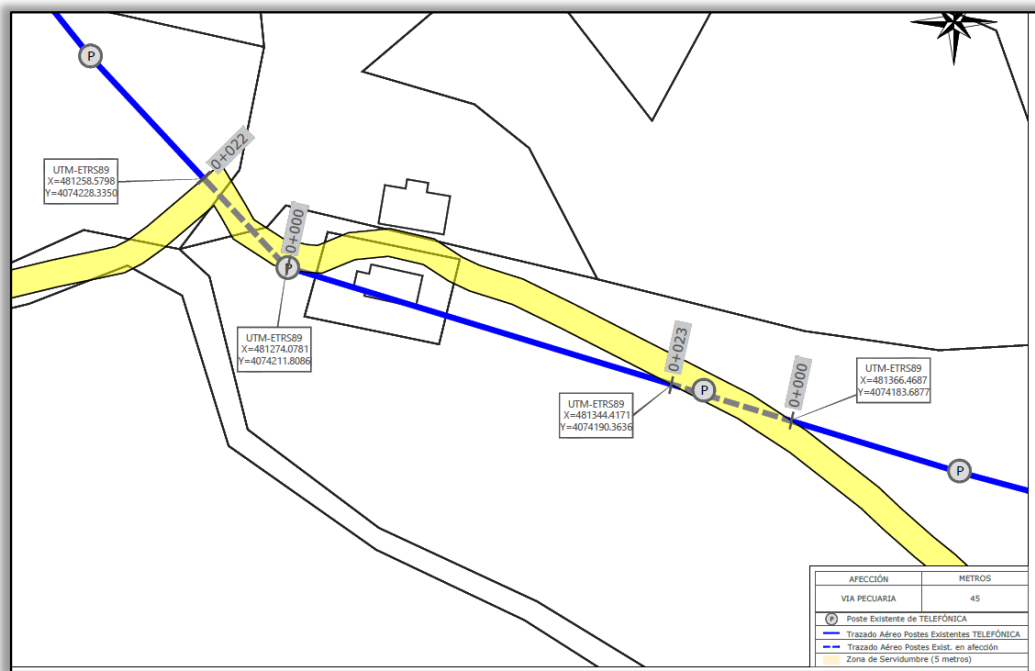 P
0+022
UTM-ETRS89
X=481258.5798
Y=4074228.3350
0+000
P
UTM-ETRS89
X=481274.0781
Y=4074211.8086
0+023
P
0+000
UTM-ETRS89
X=481366.4687
Y=4074183.6877
UTM-ETRS89
X=481344.4171
Y=4074190.3636
P
AFECCIÓN METROS
VIA PECUARIA 45
P Poste Existente de TELEFÓNICA
Trazado Aéreo Postes Existentes TELEFÓNICA
Trazado Aéreo Postes Exist. en afección
Zona de Servidumbre (5 metros)